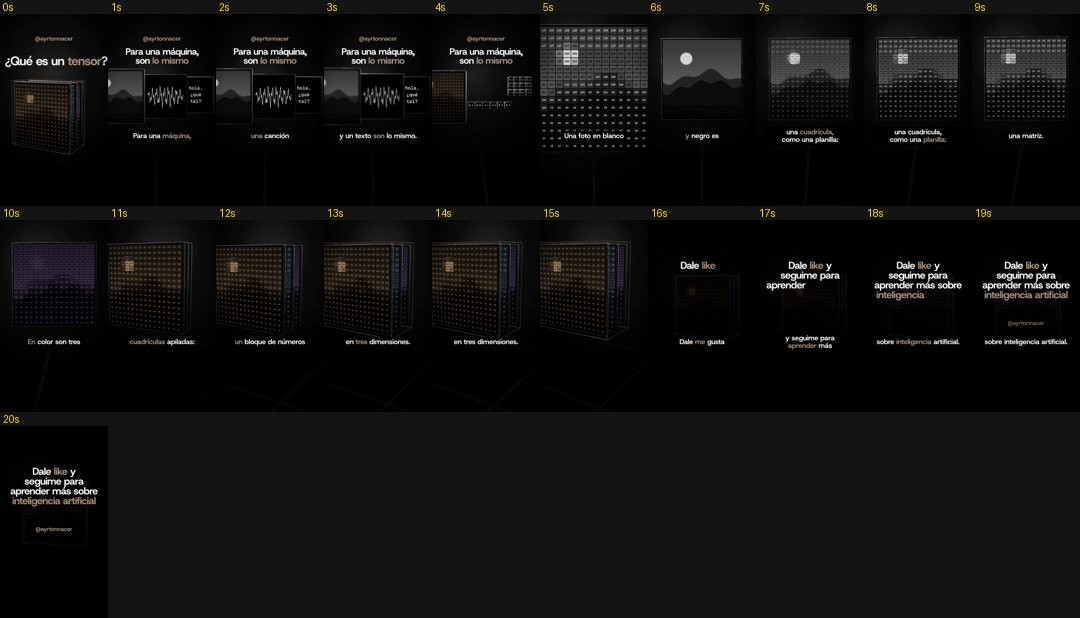 0s
@ayrtonnacer
¿Qué es un tensor?
1s
@ayrtonnacer
Para una máquina,
son lo mismo
hola,
¿qué
tal?
Para una máquina,
2s
@ayrtonnacer
Para una máquina,
son lo mismo
hola,
¿qué
tal?
una canción
3s
@ayrtonnacer
Para una máquina,
son lo mismo
hola,
¿qué
tal?
y un texto son lo mismo.
4s
@ayrtonnacer
Para una máquina,
son lo mismo
5s
Una foto en blanco
6s
y negro es
7s
una cuadrícula,
como una planilla:
8s
una cuadrícula,
como una planilla:
9s
una matriz.
10s
En color son tres
11s
cuadrículas apiladas:
12s
un bloque de números
13s
en tres dimensiones.
14s
en tres dimensiones.
15s
16s
Dale like
Dale me gusta
17s
Dale like y
seguime para
aprender
y seguime para
aprender más
18s
Dale like y
seguime para
aprender más sobre
inteligencia
sobre inteligencia artificial.
19s
Dale like y
seguime para
aprender más sobre
inteligencia artificial
@ayrtonnacer
sobre inteligencia artificial.
20s
Dale like y
seguime para
aprender más sobre
inteligencia artificial
@ayrtonnacer